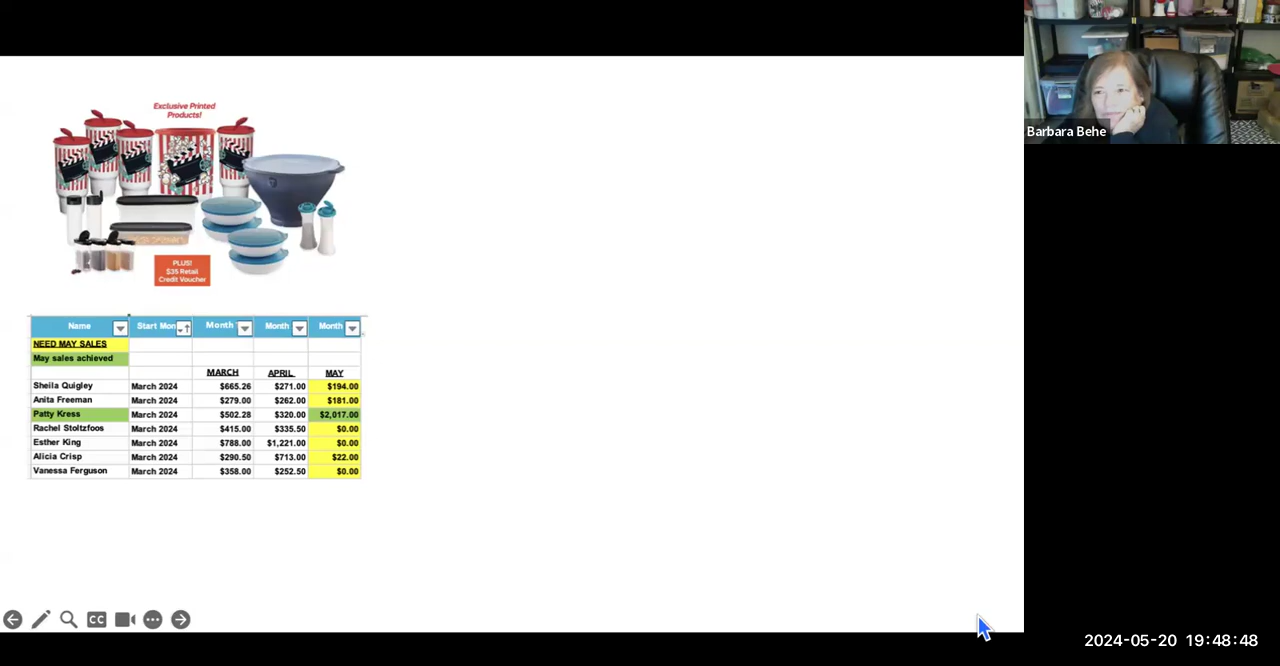 Exclusive Printed
Products!
PLUS!
$35 Retail
Credit Voucher
Name Start Mon Month Month Month
NEED MAY SALES
May sales achieved
MARCH APRIL MAY
Sheila Quigley March 2024 $665.26 $271.00 $194.00
Anita Freeman March 2024 $279.00 $262.00 $181.00
Patty Kress March 2024 $502.28 $320.00 $2,017.00
Rachel Stoltzfoos March 2024 $415.00 $335.50 $0.00
Esther King March 2024 $788.00 $1,221.00 $0.00
Alicia Crisp March 2024 $290.50 $713.00 $22.00
Vanessa Ferguson March 2024 $358.00 $252.50 $0.00
CC
Barbara Behe
2024-05-20 19:48:48